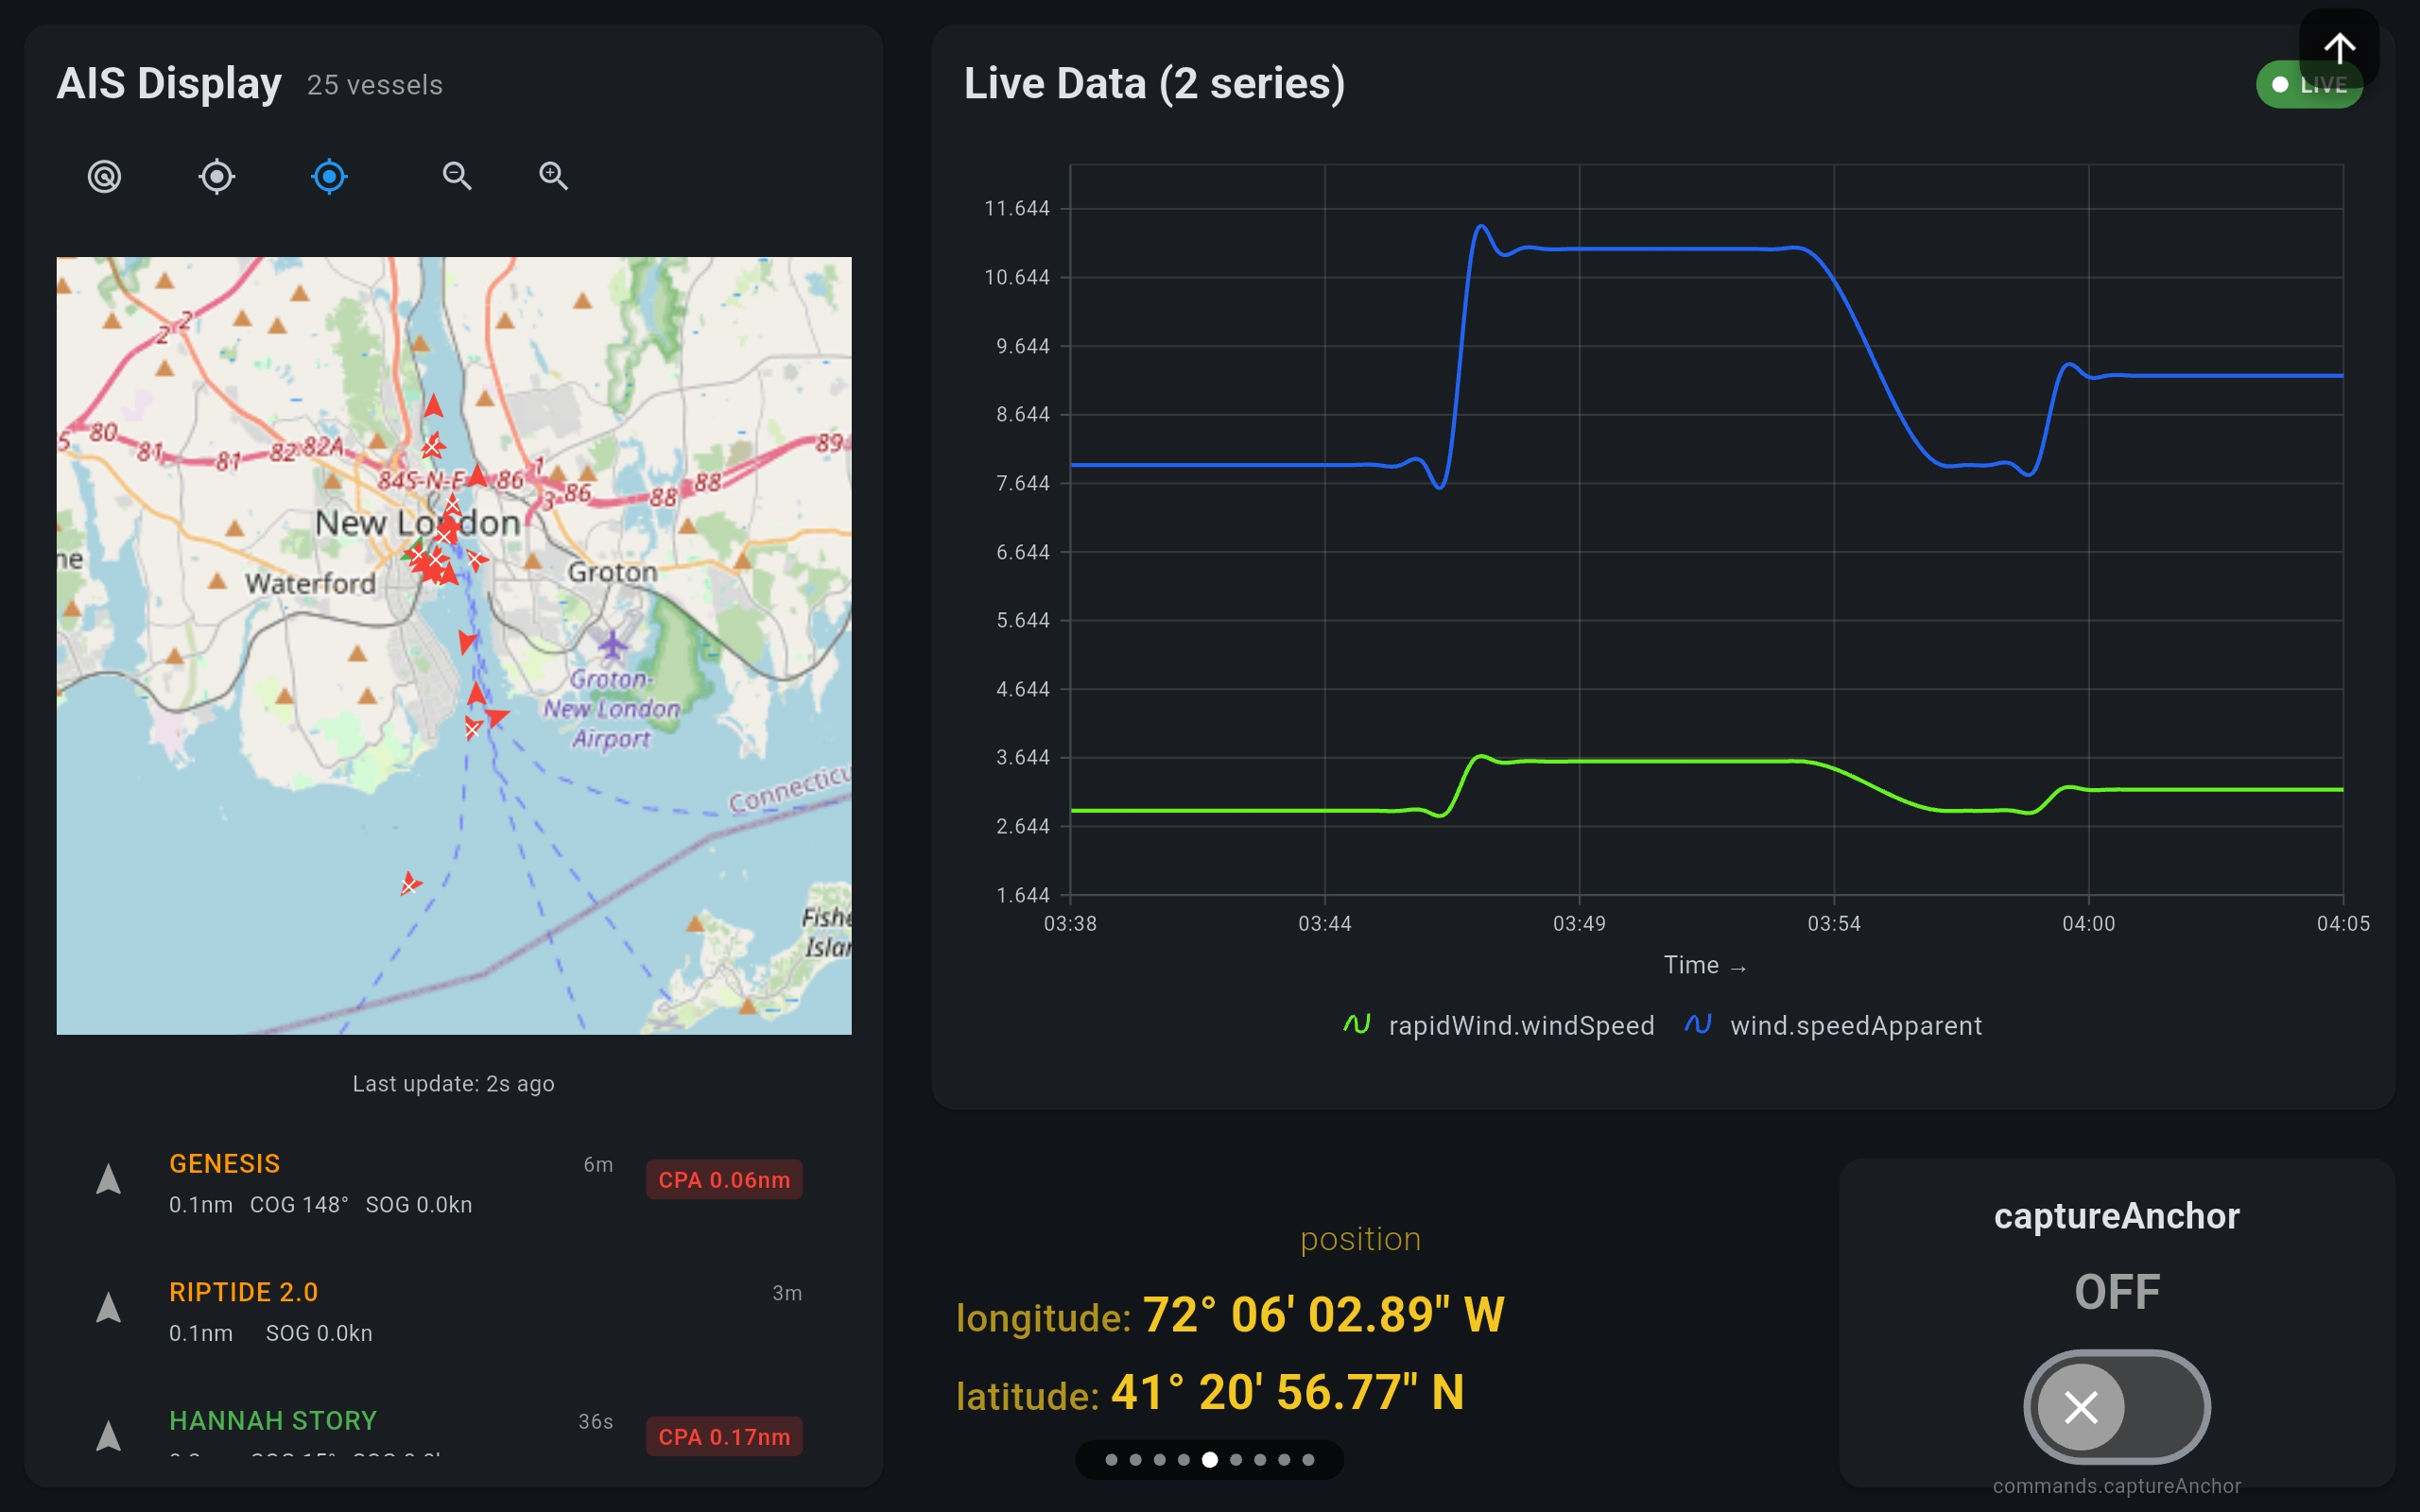 AIS Display 25 vessels
2 2
5 80 81 81 82 82A 84S-N-E 86 1 3 86 88 88 89
New London
ne
Waterford
Groton
Groton-
New London
Airport
Connecticu
Fishe
Islan
Last update: 2s ago
GENESIS 6m CPA 0.06nm
0.1nm COG 148° SOG 0.0kn
RIPTIDE 2.0 3m
0.1nm SOG 0.0kn
HANNAH STORY 36s CPA 0.17nm
Live Data (2 series)
LIVE
11.644
10.644
9.644
8.644
7.644
6.644
5.644
4.644
3.644
2.644
1.644
03:38 03:44 03:49 03:54 04:00 04:05
Time →
rapidWind.windSpeed wind.speedApparent
position
longitude: 72° 06' 02.89" W
latitude: 41° 20' 56.77" N
captureAnchor
OFF
commands.captureAnchor